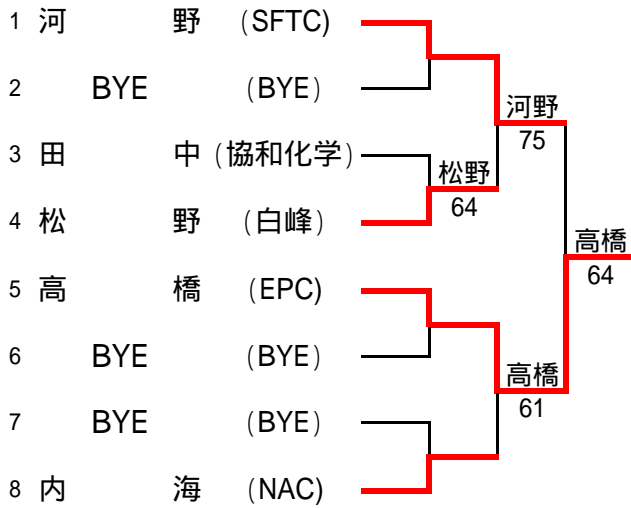 1 河 野 (SFTC)
2 BYE (BYE)
河野
75
3 田 中 (協和化学)
松野
64
4 松 野 (白峰)
高橋
64
5 高 橋 (EPC)
6 BYE (BYE)
高橋
61
7 BYE (BYE)
8 内 海 (NAC)